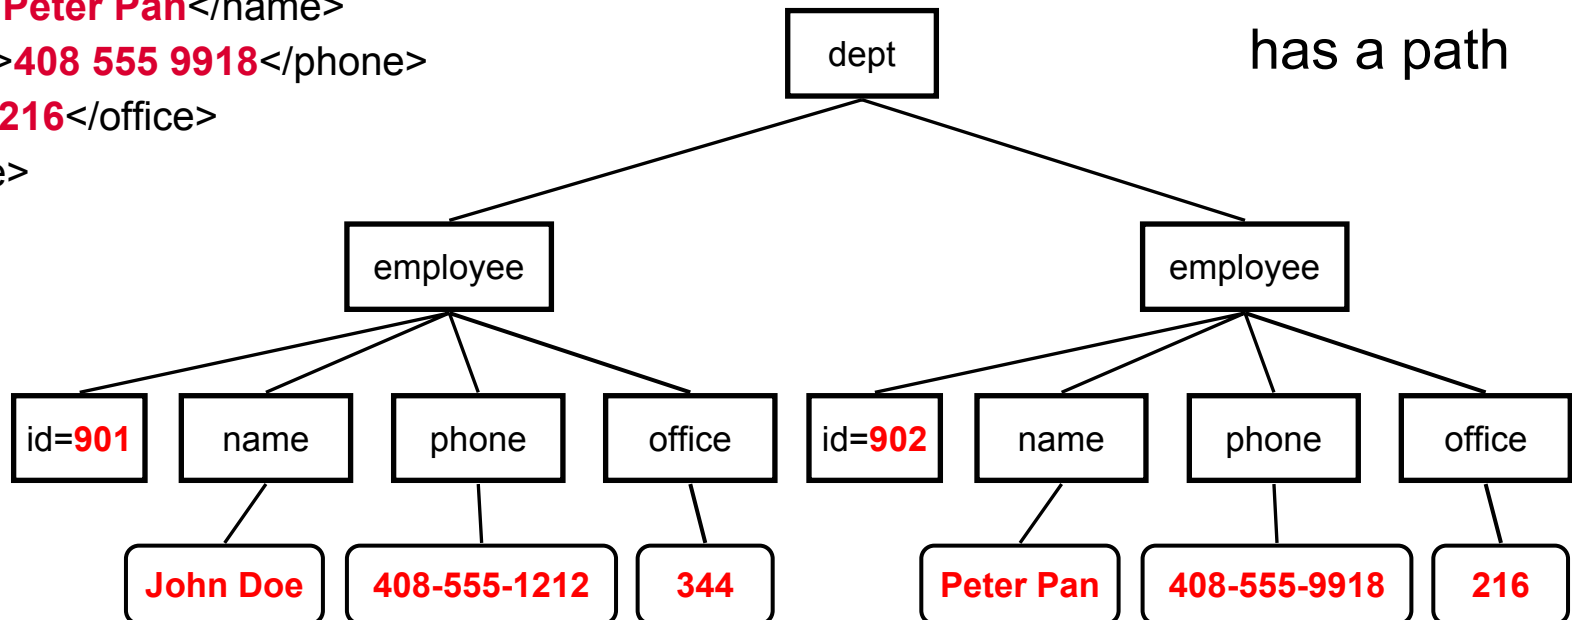 Peter Pan</name>
>408 555 9918</phone>
216</office>
e>
has a path
dept
employee employee
id=901 name phone office id=902 name phone office
John Doe 408-555-1212 344 Peter Pan 408-555-9918 216